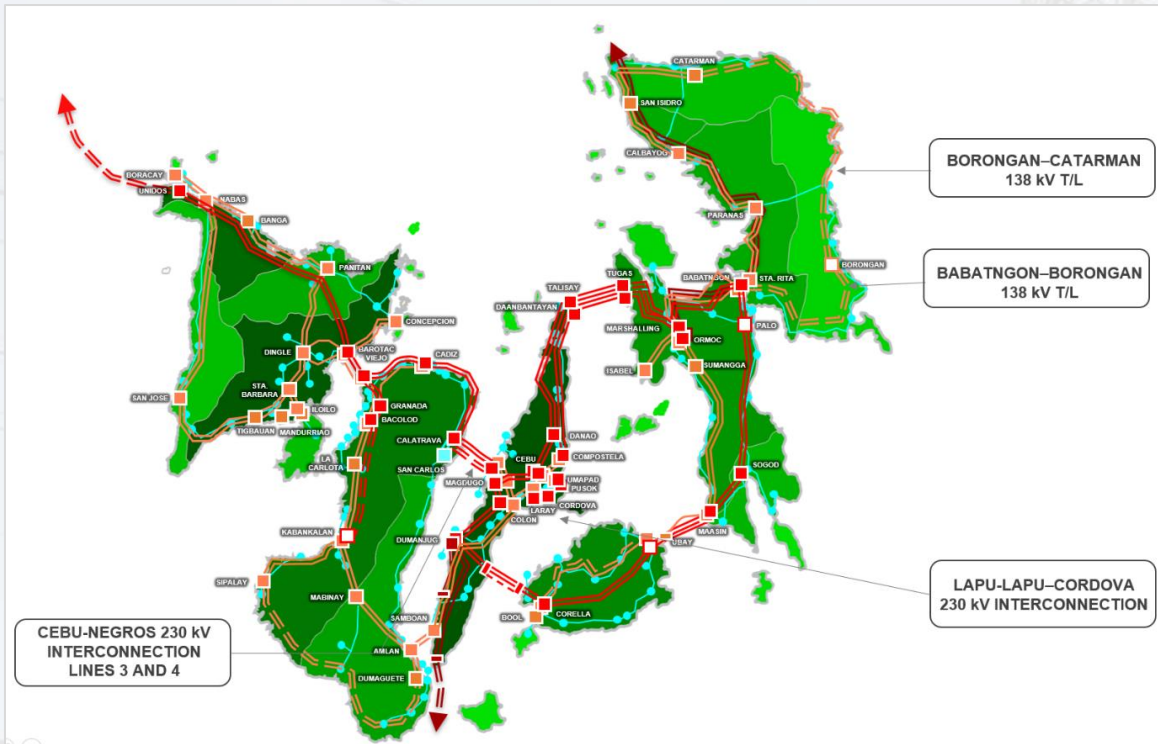 CATARMAN
SAN ISIDRO
CALBAYOG
BORONGAN–CATARMAN
138 kV T/L
BORACAY
UNIDOS
NABAS
BANGA
PARANAS
PANITAN
BORONGAN
BABATNGON
STA. RITA
BABATNGON–BORONGAN
138 kV T/L
TUGAS
TALISAY
DAANBANTAYAN
CONCEPCION
MARSHALLING
PALO
ORMOC
DINGLE
BAROTAC
VIEJO
CADIZ
ISABEL
SUMANGGA
STA.
BARBARA
SAN JOSE
ILOILO
GRANADA
TIGBAUAN
MANDURRIAO
BACOLOD
CALATRAVA
DANAO
LA
CARLOTA
SAN CARLOS
CEBU
COMPOSTELA
SOGOD
MAGDUGO
UMAPAD
PUSOK
LARAY
CORDOVA
COLON
MAASIN
KABANKALAN
DUMANJUG
UBAY
SIPALAY
MABINAY
LAPU-LAPU–CORDOVA
230 kV INTERCONNECTION
SAMBOAN
BOOL
CORELLA
CEBU-NEGROS 230 kV
INTERCONNECTION
LINES 3 AND 4
AMLAN
DUMAGUETE